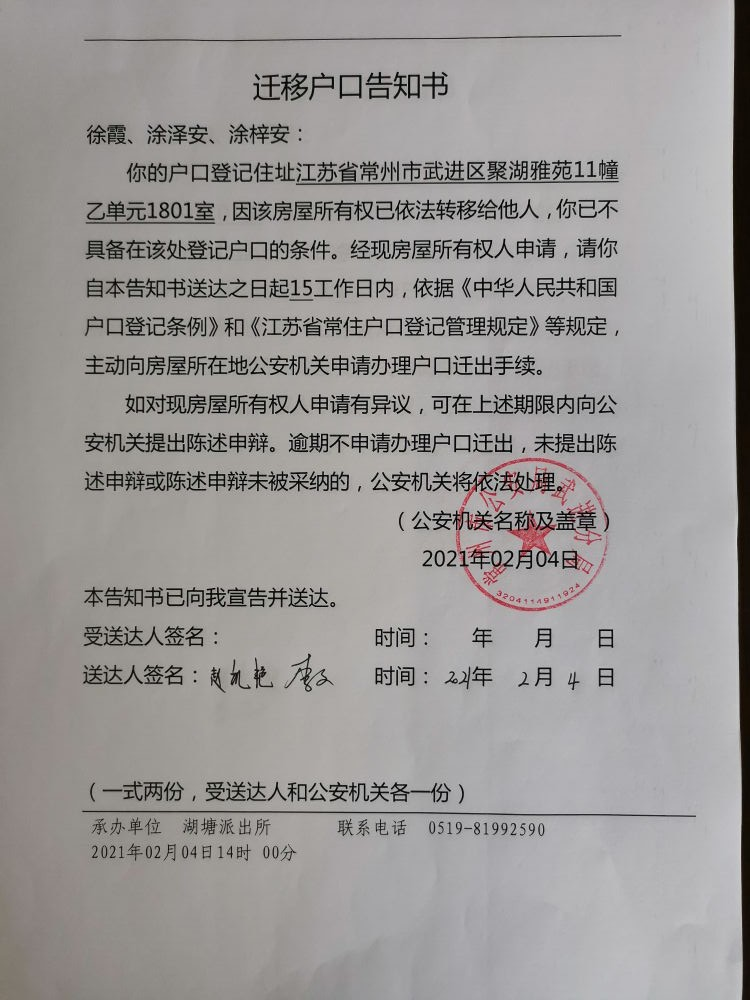 迁移户口告知书
徐霞、涂泽安、涂梓安：
你的户口登记住址江苏省常州市武进区聚湖雅苑11幢
乙单元1801室，因该房屋所有权已依法转移给他人，你已不
具备在该处登记户口的条件。经现房屋所有权人申请，请你
自本告知书送达之日起15工作日内，依据《中华人民共和国
户口登记条例》和《江苏省常住户口登记管理规定》等规定，
主动向房屋所在地公安机关申请办理户口迁出手续。
如对现房屋所有权人申请有异议，可在上述期限内向公
安机关提出陈述申辩。逾期不申请办理户口迁出，未提出陈
述申辩或陈述申辩未被采纳的，公安机关将依法处理。
（公安机关名称及盖章）
常州市公安局武进分局
3204114911924
2021年02月04日
本告知书已向我宣告并送达。
受送达人签名： 时间： 年 月 日
送达人签名： 时间：2021年 2月 4 日
（一式两份，受送达人和公安机关各一份）
承办单位 湖塘派出所 联系电话 0519-81992590
2021年02月04日14时 00分